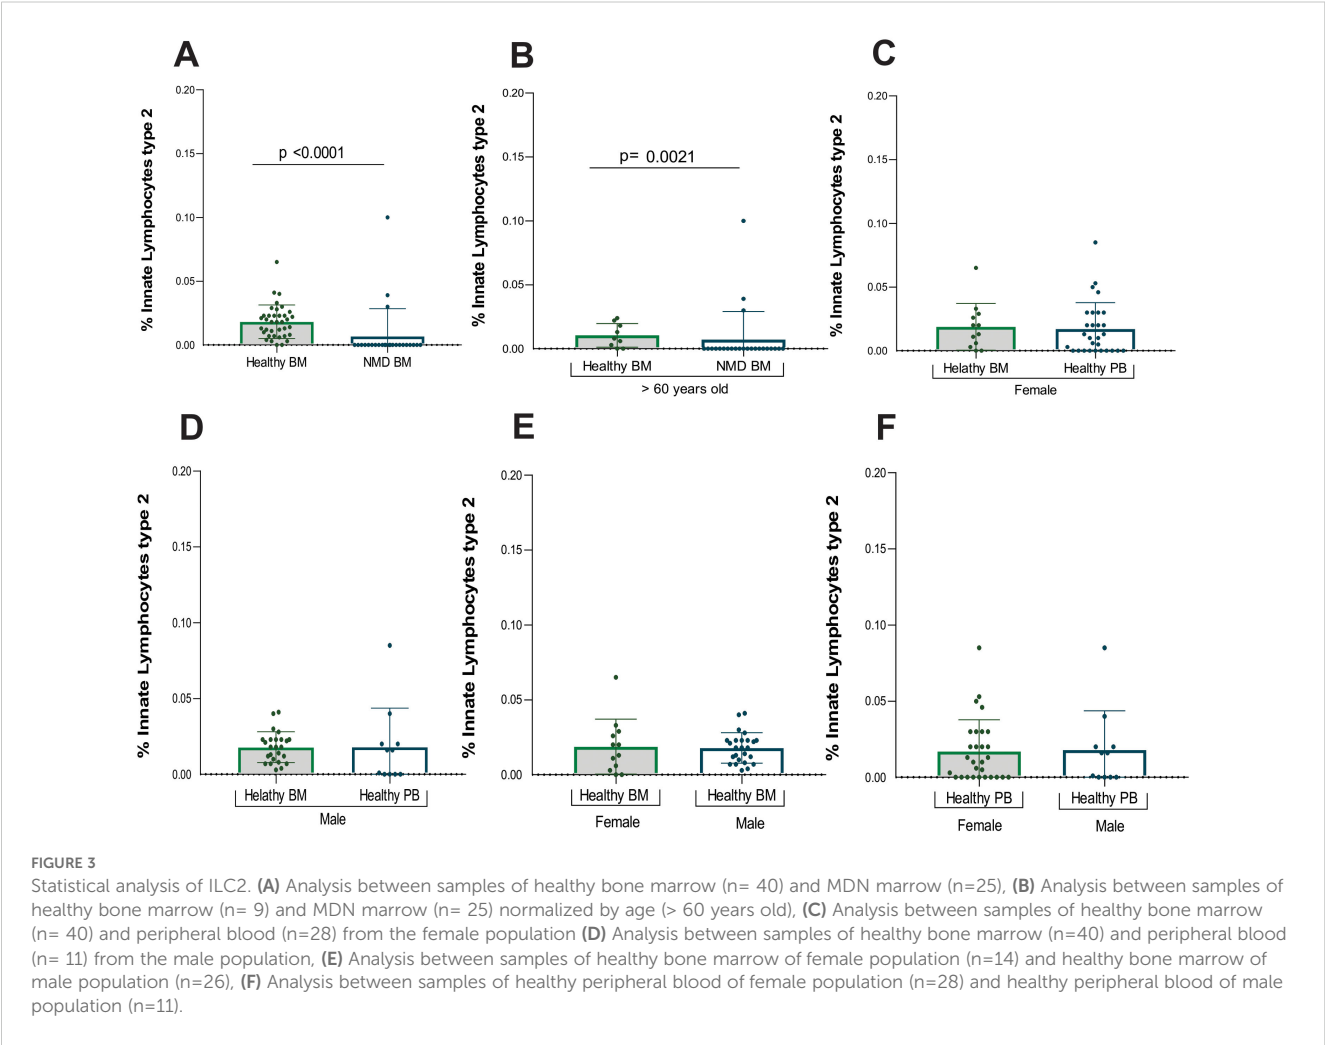 A
B
C
% Innate Lymphocytes type 2
0.20
0.15
0.10
0.05
0.00
p <0.0001
Healthy BM
NMD BM
% Innate Lymphocytes type 2
0.20
0.15
0.10
0.05
0.00
p= 0.0021
Healthy BM
NMD BM
> 60 years old
% Innate Lymphocytes type 2
0.20
0.15
0.10
0.05
0.00
Helathy BM
Healthy PB
Female
D
E
F
% Innate Lymphocytes type 2
0.20
0.15
0.10
0.05
0.00
Helathy BM
Healthy PB
Male
% Innate Lymphocytes type 2
0.20
0.15
0.10
0.05
0.00
Healthy BM
Healthy BM
Female
Male
% Innate Lymphocytes type 2
0.20
0.15
0.10
0.05
0.00
Healthy PB
Healthy PB
Female
Male
FIGURE 3
Statistical analysis of ILC2. (A) Analysis between samples of healthy bone marrow (n= 40) and MDN marrow (n=25), (B) Analysis between samples of
healthy bone marrow (n= 9) and MDN marrow (n= 25) normalized by age (> 60 years old), (C) Analysis between samples of healthy bone marrow
(n= 40) and peripheral blood (n=28) from the female population (D) Analysis between samples of healthy bone marrow (n=40) and peripheral blood
(n= 11) from the male population, (E) Analysis between samples of healthy bone marrow of female population (n=14) and healthy bone marrow of
male population (n=26), (F) Analysis between samples of healthy peripheral blood of female population (n=28) and healthy peripheral blood of male
population (n=11).